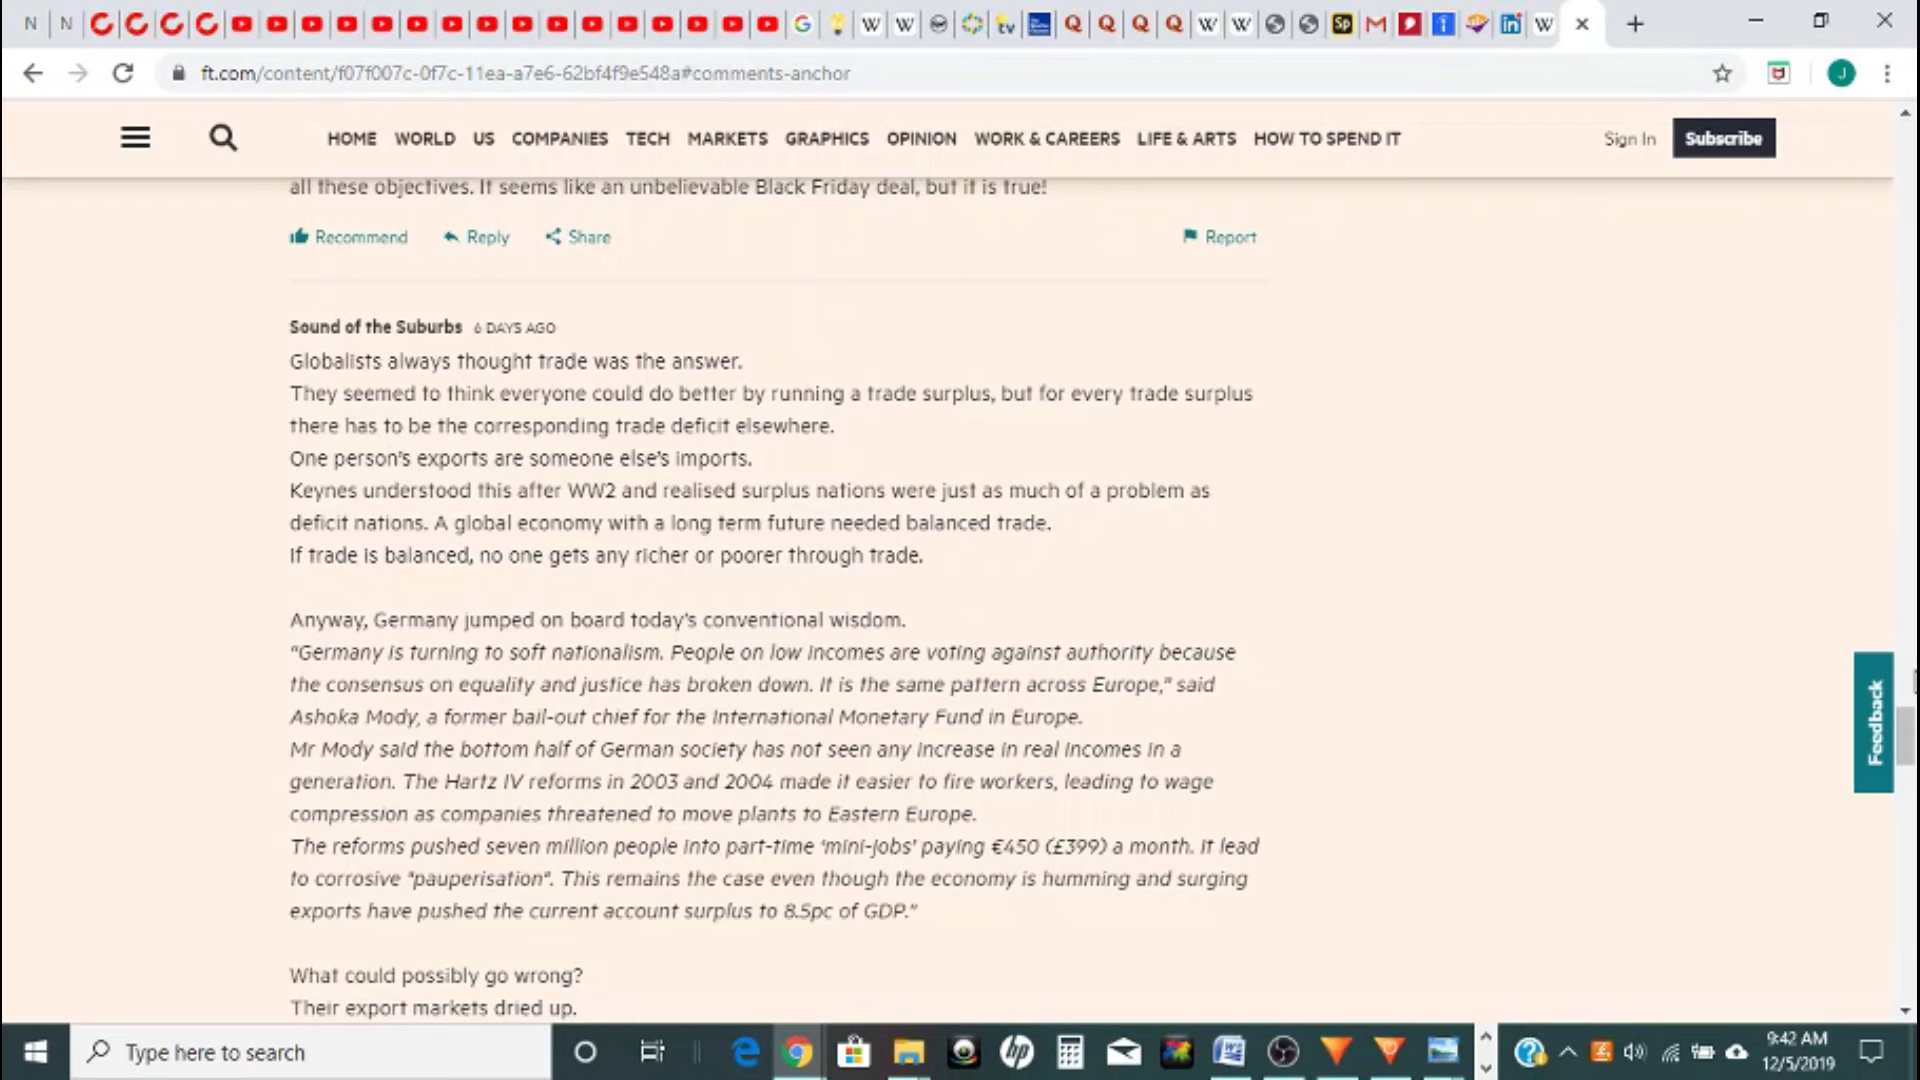 ft.com/content/f07f007c-0f7c-11ea-a7e6-62bf4f9e548a#comments-anchor
J
HOME WORLD US COMPANIES TECH MARKETS GRAPHICS OPINION WORK & CAREERS LIFE & ARTS HOW TO SPEND IT Sign In Subscribe
all these objectives. It seems like an unbelievable Black Friday deal, but it is true!
Recommend Reply Share Report
Sound of the Suburbs 6 DAYS AGO
Globalists always thought trade was the answer.
They seemed to think everyone could do better by running a trade surplus, but for every trade surplus
there has to be the corresponding trade deficit elsewhere.
One person's exports are someone else's imports.
Keynes understood this after WW2 and realised surplus nations were just as much of a problem as
deficit nations. A global economy with a long term future needed balanced trade.
If trade is balanced, no one gets any richer or poorer through trade.
Anyway, Germany jumped on board today's conventional wisdom.
“Germany is turning to soft nationalism. People on low incomes are voting against authority because
the consensus on equality and justice has broken down. It is the same pattern across Europe,” said
Ashoka Mody, a former bail-out chief for the International Monetary Fund in Europe.
Mr Mody said the bottom half of German society has not seen any increase in real incomes in a
generation. The Hartz IV reforms in 2003 and 2004 made it easier to fire workers, leading to wage
compression as companies threatened to move plants to Eastern Europe.
The reforms pushed seven million people into part-time ‘mini-jobs’ paying €450 (£399) a month. It lead
to corrosive "pauperisation". This remains the case even though the economy is humming and surging
exports have pushed the current account surplus to 8.5pc of GDP.”
What could possibly go wrong?
Their export markets dried up.
Feedback
Type here to search
9:42 AM
12/5/2019